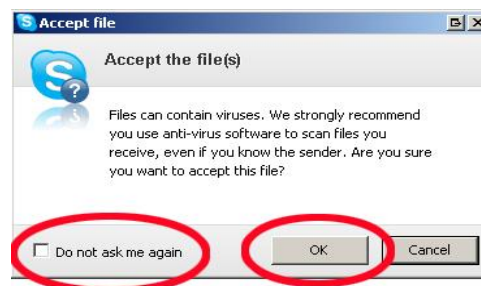 Accept file
Accept the file(s)
Files can contain viruses. We strongly recommend
you use anti-virus software to scan files you
receive, even if you know the sender. Are you sure
you want to accept this file?
Do not ask me again
OK
Cancel